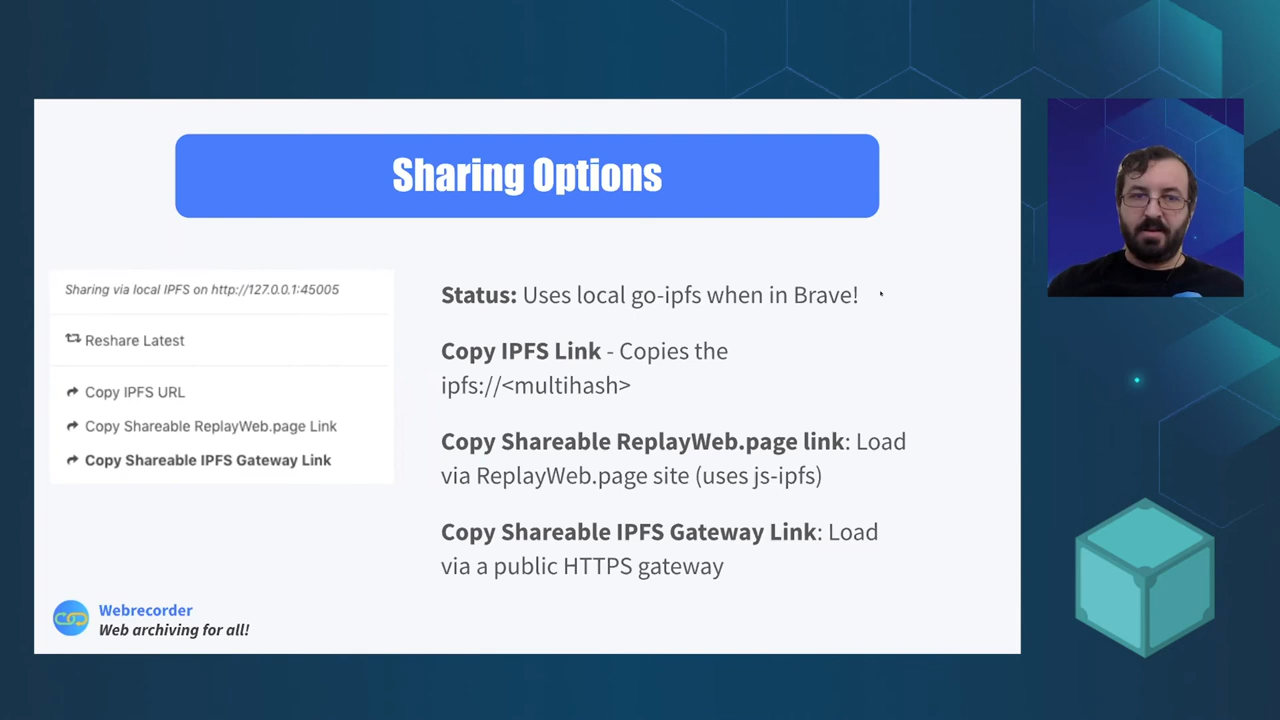 Sharing Options
Sharing via local IPFS on http://127.0.0.1:45005
Reshare Latest
Copy IPFS URL
Copy Shareable ReplayWeb.page Link
Copy Shareable IPFS Gateway Link
Status: Uses local go-ipfs when in Brave!
Copy IPFS Link - Copies the
ipfs://<multihash>
Copy Shareable ReplayWeb.page link: Load
via ReplayWeb.page site (uses js-ipfs)
Copy Shareable IPFS Gateway Link: Load
via a public HTTPS gateway
Webrecorder
Web archiving for all!